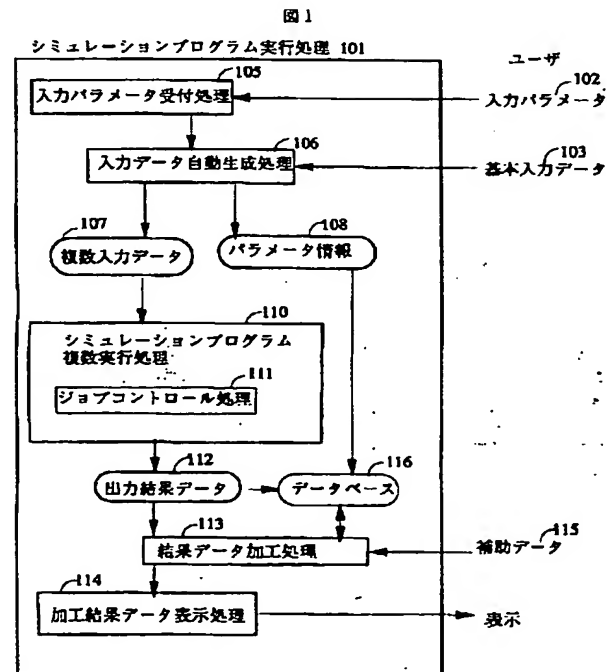 図1
シミュレーションプログラム実行処理 101
ユーザ
105
入力パラメータ受付処理
102
入力パラメータ
106
入力データ自動生成処理
103
基本入力データ
107
複数入力データ
108
パラメータ情報
110
シミュレーションプログラム
複数実行処理
111
ジョブコントロール処理
112
出力結果データ
116
データベース
113
結果データ加工処理
115
補助データ
114
加工結果データ表示処理
表示